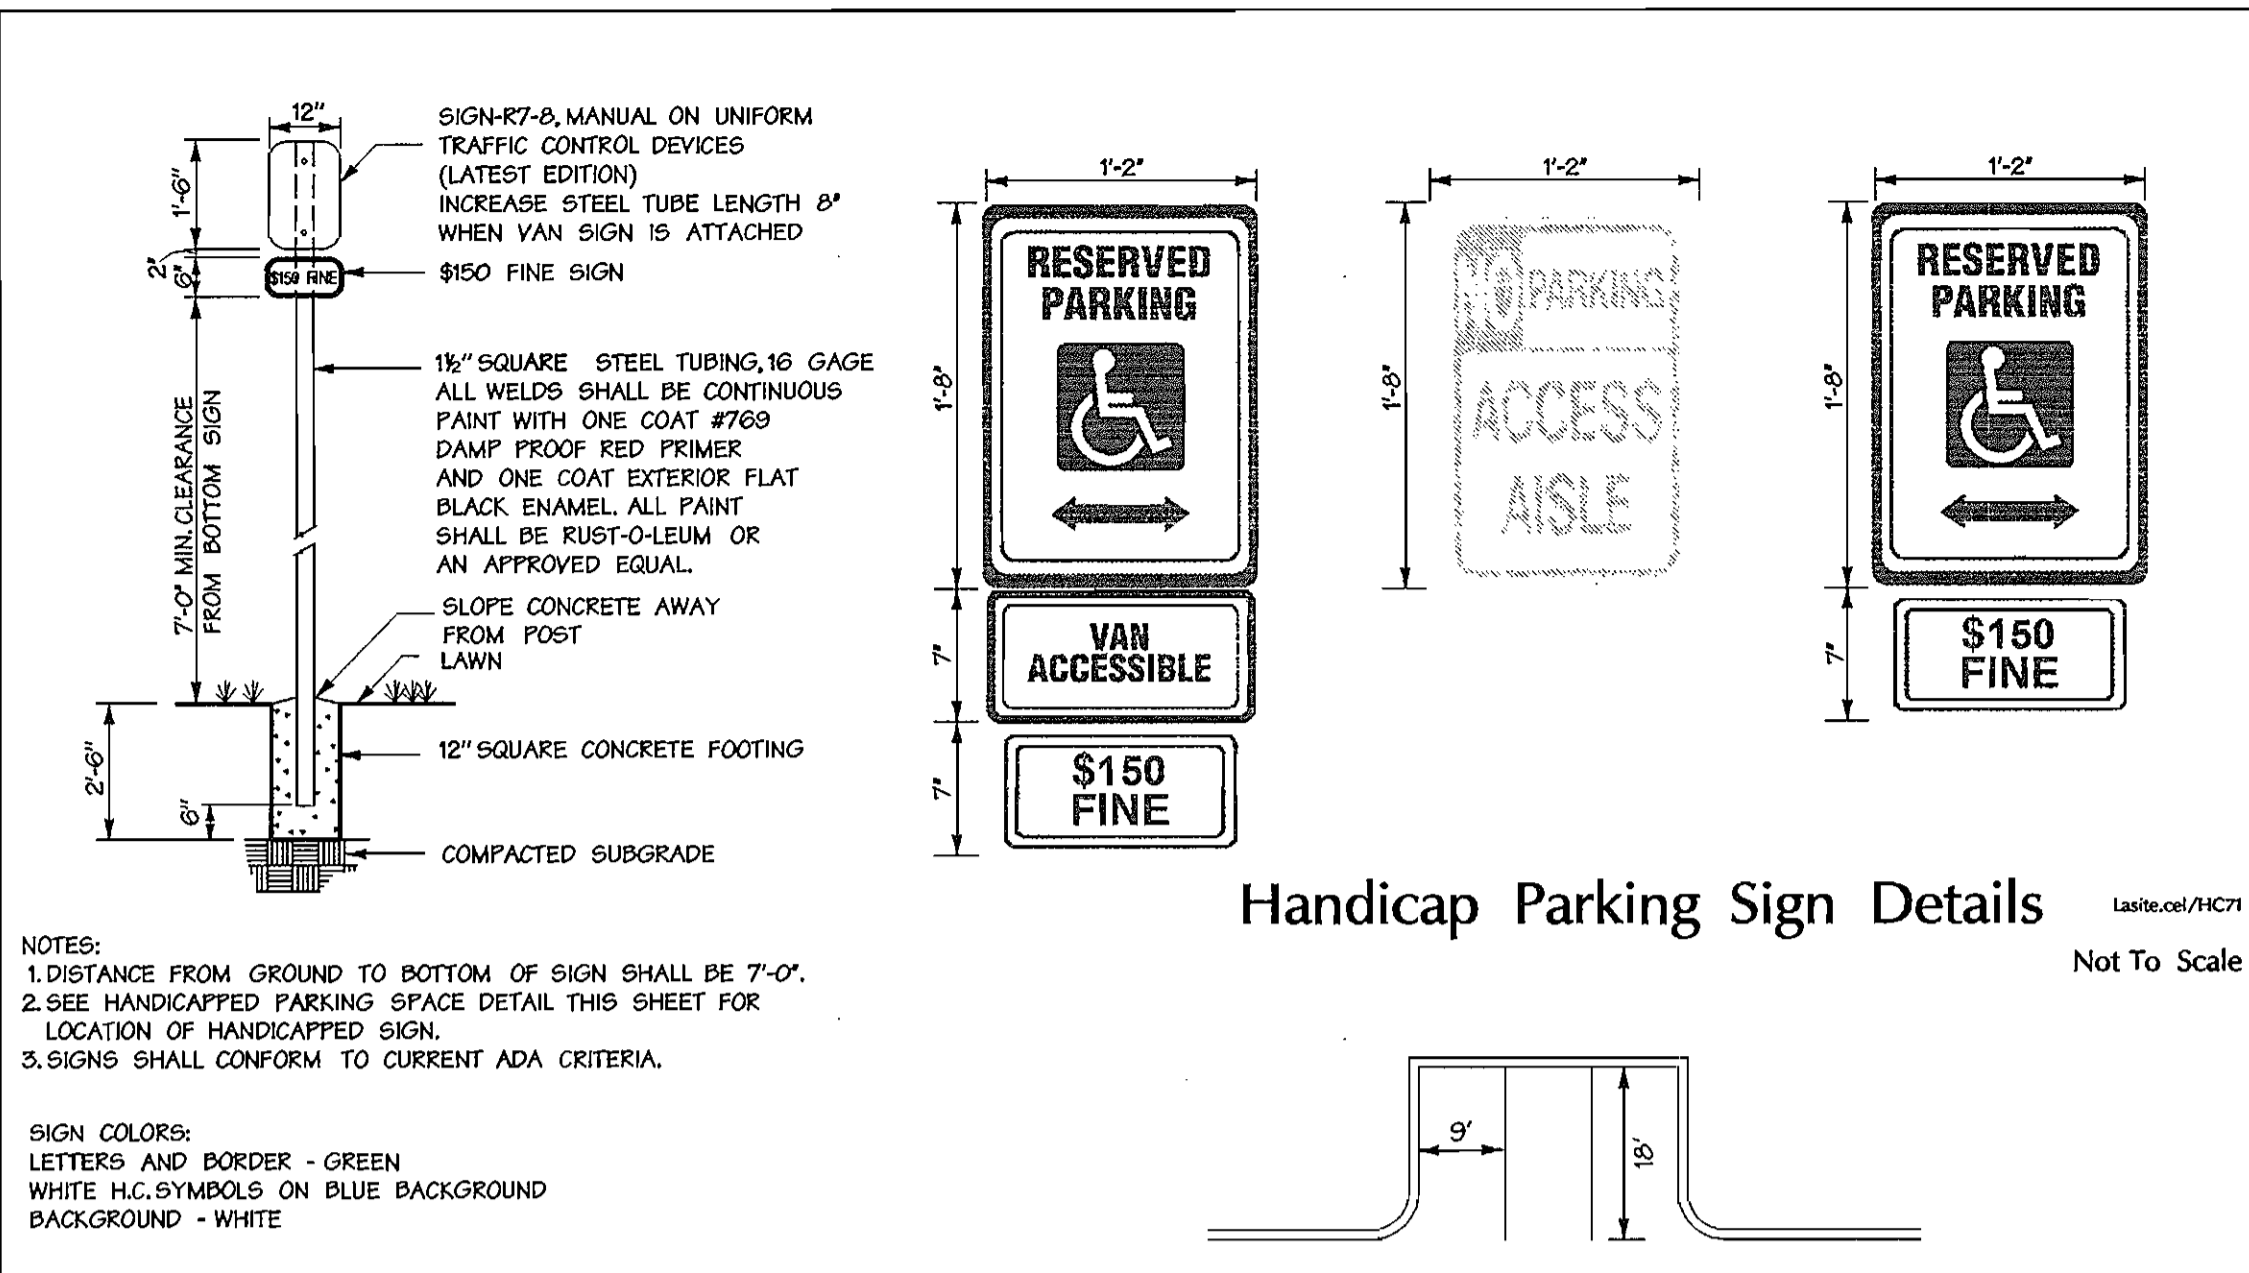 12"
1'-6"
2"
6"
$150 FINE
7'-0" MIN. CLEARANCE
FROM BOTTOM SIGN
2'-6"
6"
SIGN-R7-8, MANUAL ON UNIFORM
TRAFFIC CONTROL DEVICES
(LATEST EDITION)
INCREASE STEEL TUBE LENGTH 8"
WHEN VAN SIGN IS ATTACHED
$150 FINE SIGN
1½" SQUARE STEEL TUBING, 16 GAGE
ALL WELDS SHALL BE CONTINUOUS
PAINT WITH ONE COAT #769
DAMP PROOF RED PRIMER
AND ONE COAT EXTERIOR FLAT
BLACK ENAMEL. ALL PAINT
SHALL BE RUST-O-LEUM OR
AN APPROVED EQUAL.
SLOPE CONCRETE AWAY
FROM POST
LAWN
12" SQUARE CONCRETE FOOTING
COMPACTED SUBGRADE
1'-2"
1'-8"
RESERVED
PARKING
7"
VAN
ACCESSIBLE
7"
$150
FINE
1'-2"
1'-8"
NO PARKING
ACCESS
AISLE
1'-2"
1'-8"
RESERVED
PARKING
7"
$150
FINE
Handicap Parking Sign Details
Lasite.cel/HC71
Not To Scale
NOTES:
1. DISTANCE FROM GROUND TO BOTTOM OF SIGN SHALL BE 7'-0".
2. SEE HANDICAPPED PARKING SPACE DETAIL THIS SHEET FOR
LOCATION OF HANDICAPPED SIGN.
3. SIGNS SHALL CONFORM TO CURRENT ADA CRITERIA.
SIGN COLORS:
LETTERS AND BORDER - GREEN
WHITE H.C. SYMBOLS ON BLUE BACKGROUND
BACKGROUND - WHITE
9'
18'